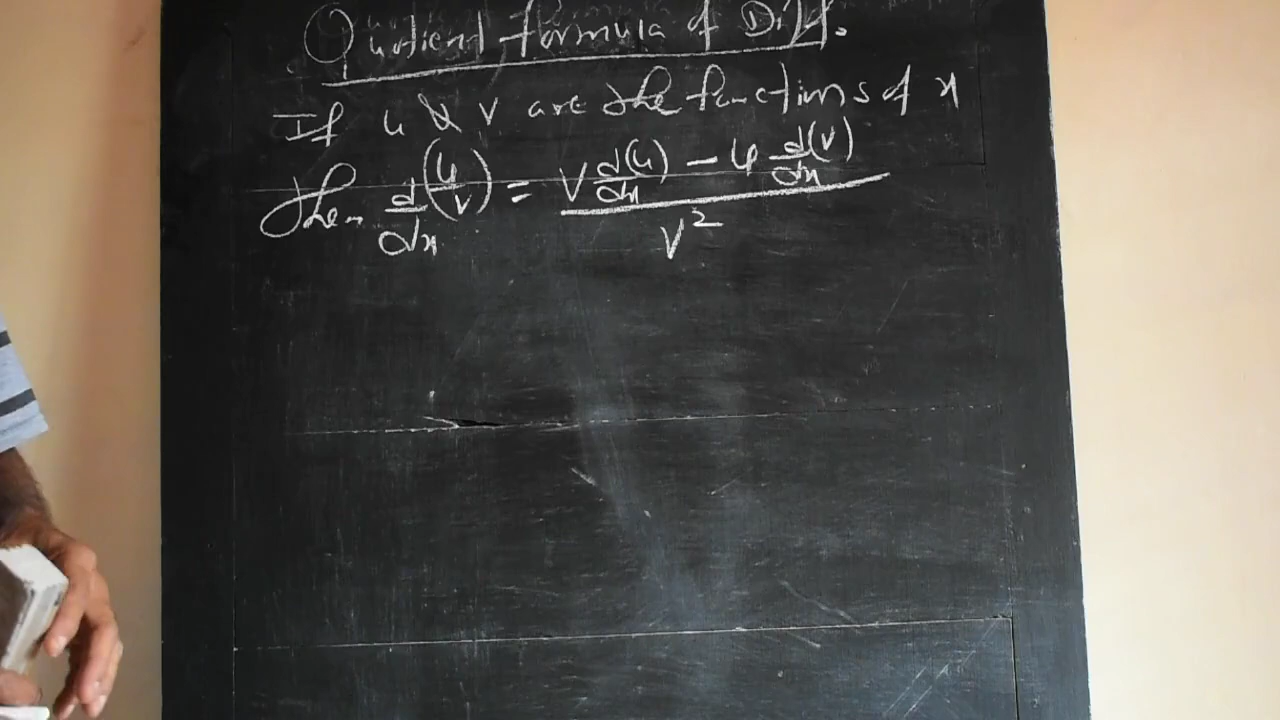 Quotient formula of Diff.
If u & v are the functions of x
then d/dx (u/v) = (v d(u)/dx - u d(v)/dx) / v²